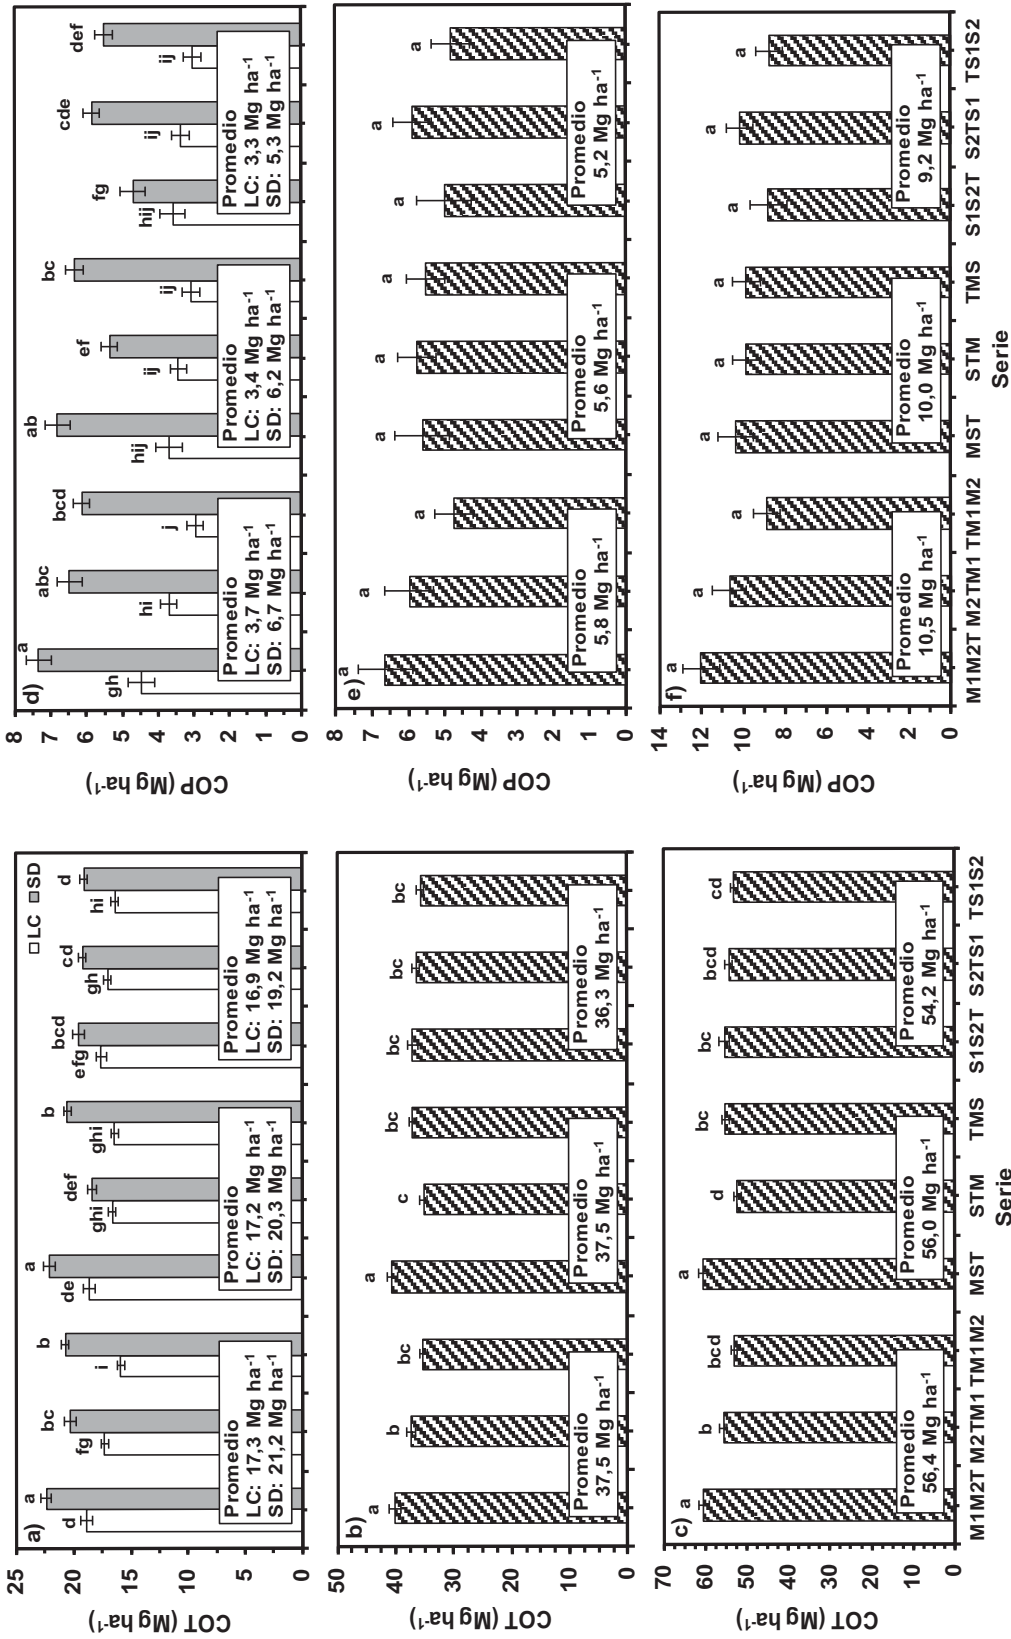 a)
□ LC ■ SD
COT (Mg ha⁻¹)
25
20
15
10
5
0
d
a
fg
bc
i
b
de
a
ghi
def
ghi
b
efg
bcd
gh
cd
hi
d
Promedio
LC: 17,3 Mg ha⁻¹
SD: 21,2 Mg ha⁻¹
Promedio
LC: 17,2 Mg ha⁻¹
SD: 20,3 Mg ha⁻¹
Promedio
LC: 16,9 Mg ha⁻¹
SD: 19,2 Mg ha⁻¹
b)
COT (Mg ha⁻¹)
50
40
30
20
10
0
a
b
bc
a
c
bc
bc
bc
bc
Promedio
37,5 Mg ha⁻¹
Promedio
37,5 Mg ha⁻¹
Promedio
36,3 Mg ha⁻¹
c)
COT (Mg ha⁻¹)
70
60
50
40
30
20
10
0
a
b
bcd
a
d
bc
bc
bcd
cd
Promedio
56,4 Mg ha⁻¹
Promedio
56,0 Mg ha⁻¹
Promedio
54,2 Mg ha⁻¹
M1M2T M2TM1 TM1M2 MST STM TMS S1S2T S2TS1 TS1S2
Serie
d)
COP (Mg ha⁻¹)
8
7
6
5
4
3
2
1
0
gh
a
hi
abc
j
bcd
hij
ab
ij
ef
ij
bc
hij
fg
ij
cde
ij
def
Promedio
LC: 3,7 Mg ha⁻¹
SD: 6,7 Mg ha⁻¹
Promedio
LC: 3,4 Mg ha⁻¹
SD: 6,2 Mg ha⁻¹
Promedio
LC: 3,3 Mg ha⁻¹
SD: 5,3 Mg ha⁻¹
e)
COP (Mg ha⁻¹)
8
7
6
5
4
3
2
1
0
a
a
a
a
a
a
a
a
a
Promedio
5,8 Mg ha⁻¹
Promedio
5,6 Mg ha⁻¹
Promedio
5,2 Mg ha⁻¹
f)
COP (Mg ha⁻¹)
14
12
10
8
6
4
2
0
a
a
a
a
a
a
a
a
a
Promedio
10,5 Mg ha⁻¹
Promedio
10,0 Mg ha⁻¹
Promedio
9,2 Mg ha⁻¹
M1M2T M2TM1 TM1M2 MST STM TMS S1S2T S2TS1 TS1S2
Serie